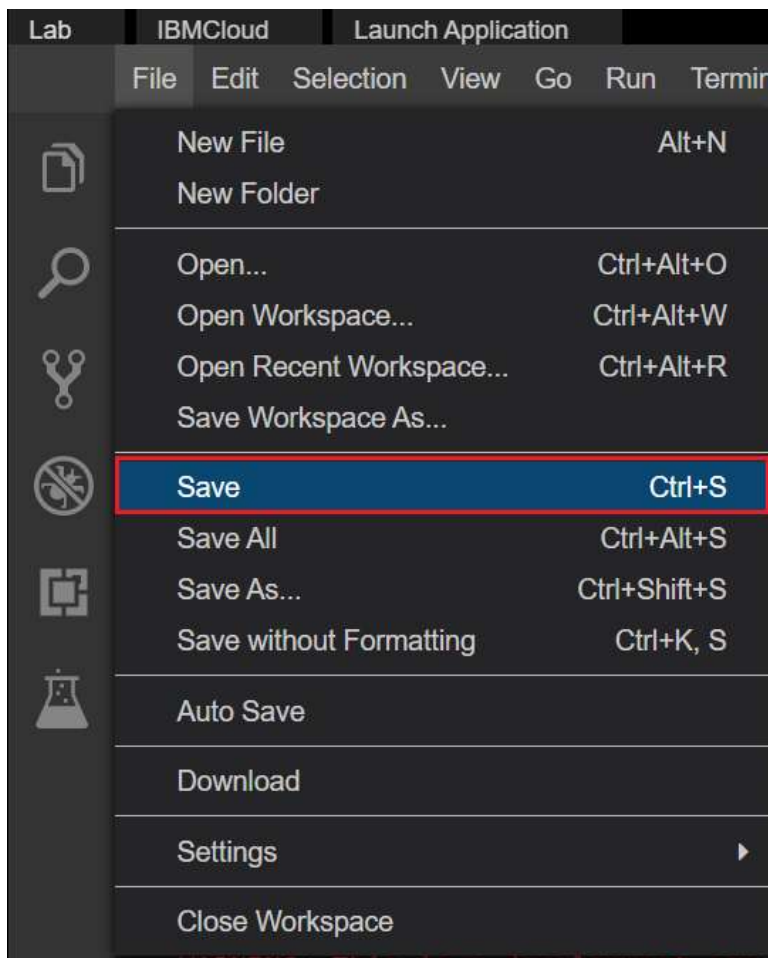 Lab IBMCloud Launch Application
File Edit Selection View Go Run Termin
New File Alt+N
New Folder
Open... Ctrl+Alt+O
Open Workspace... Ctrl+Alt+W
Open Recent Workspace... Ctrl+Alt+R
Save Workspace As...
Save Ctrl+S
Save All Ctrl+Alt+S
Save As... Ctrl+Shift+S
Save without Formatting Ctrl+K, S
Auto Save
Download
Settings
Close Workspace